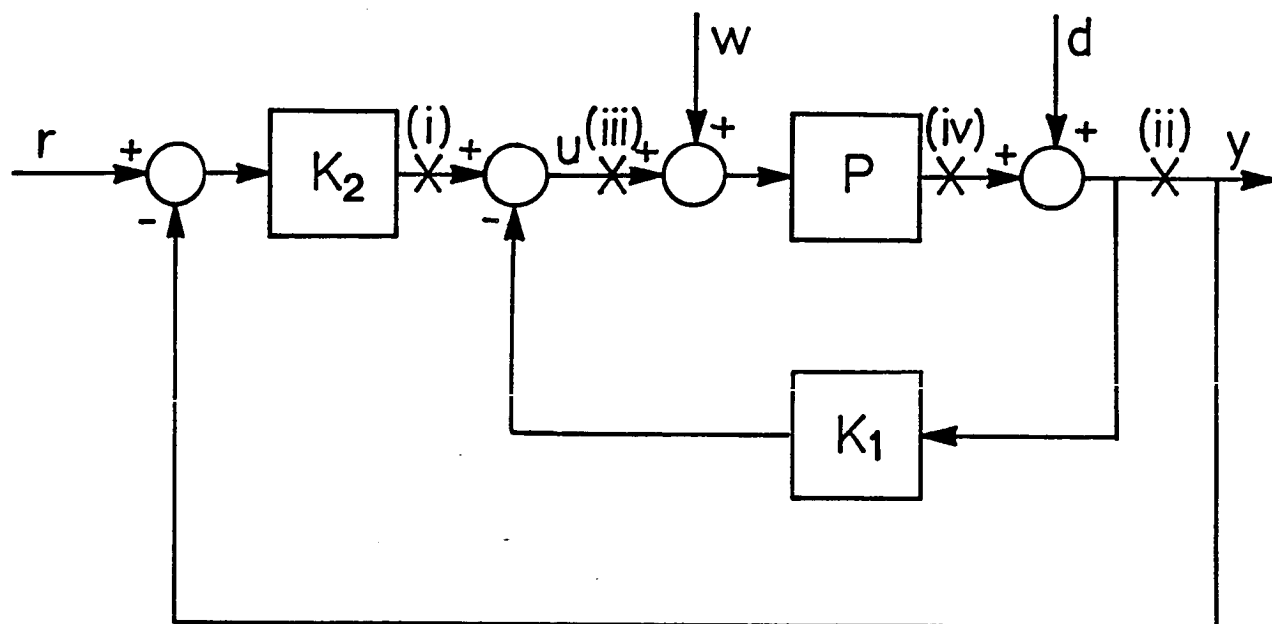 w
d
(i)
(iii)
(iv)
(ii)
r
+
K₂
+
u
+
+
P
+
+
y
-
-
K₁